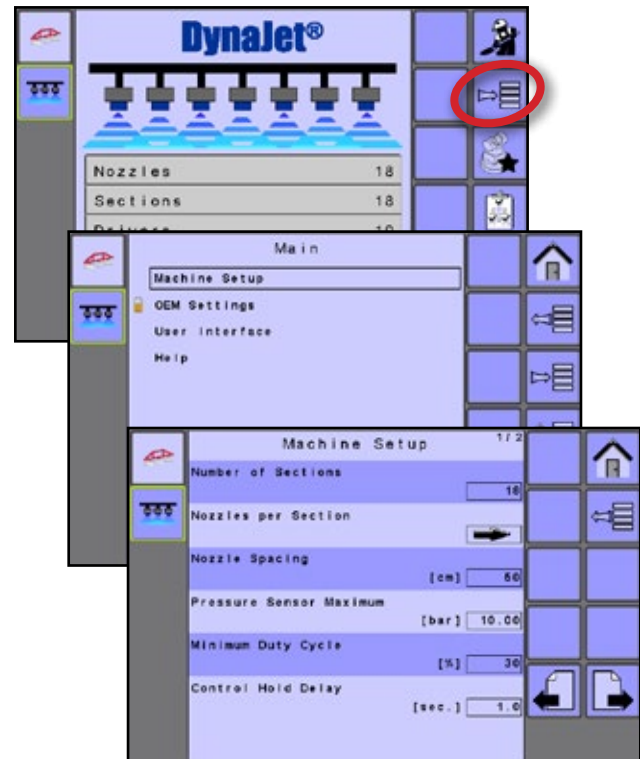 DynaJet®
Nozzles 18
Sections 18
Main
Machine Setup
OEM Settings
User Interface
Help
Machine Setup 1/2
Number of Sections
18
Nozzles per Section
Nozzle Spacing
[cm] 50
Pressure Sensor Maximum
[bar] 10.00
Minimum Duty Cycle
[%] 30
Control Hold Delay
[sec.] 1.0